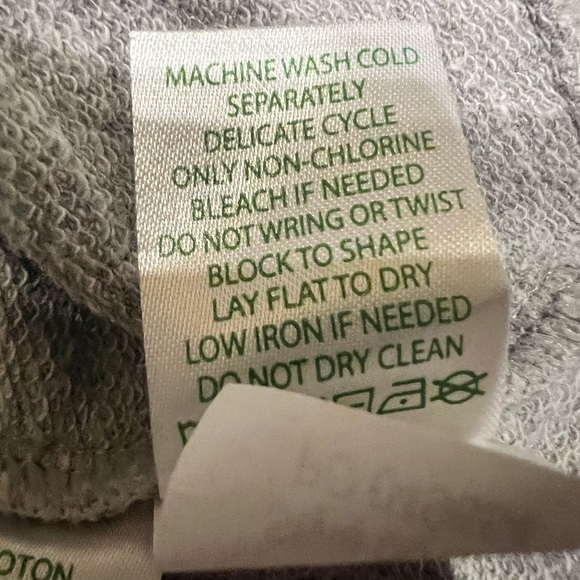 MACHINE WASH COLD
SEPARATELY
DELICATE CYCLE
ONLY NON-CHLORINE
BLEACH IF NEEDED
DO NOT WRING OR TWIST
BLOCK TO SHAPE
LAY FLAT TO DRY
LOW IRON IF NEEDED
DO NOT DRY CLEAN
OTON